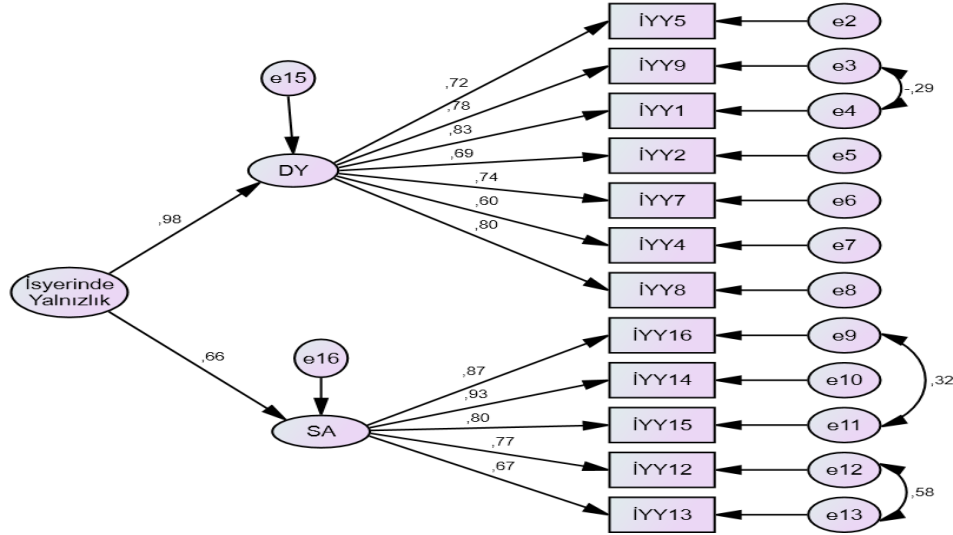 İYY5
e2
İYY9
e3
e15
-,29
,72
,78
İYY1
e4
,83
DY
,69
İYY2
e5
,74
İYY7
e6
,60
,80
İYY4
e7
,98
İsyerinde
Yalnızlık
İYY8
e8
İYY16
e9
,66
e16
,87
İYY14
e10
,32
,93
SA
,80
İYY15
e11
,77
İYY12
e12
,67
,58
İYY13
e13